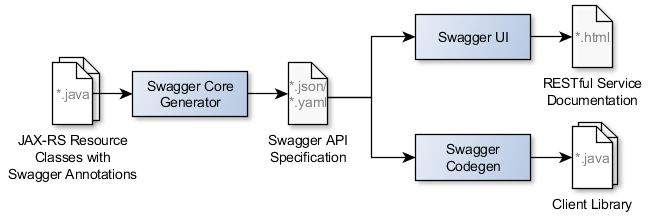 *.java
JAX-RS Resource
Classes with
Swagger Annotations
Swagger Core
Generator
*.json/
*.yaml
Swagger API
Specification
Swagger UI
*.html
RESTful Service
Documentation
Swagger
Codegen
*.java
Client Library